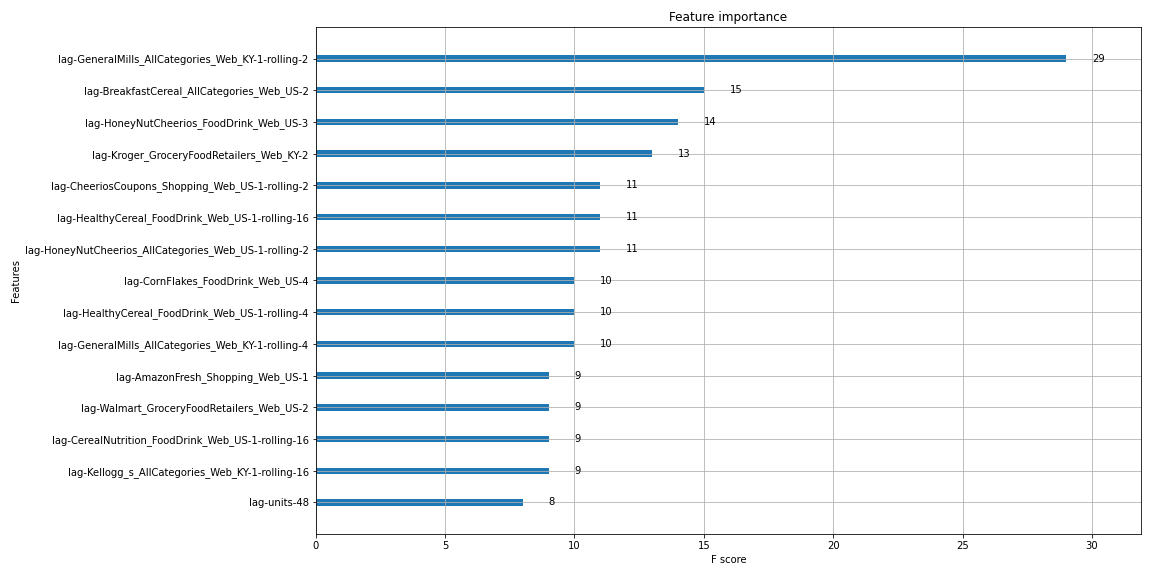 Feature importance
Features
lag-GeneralMills_AllCategories_Web_KY-1-rolling-2 29
lag-BreakfastCereal_AllCategories_Web_US-2 15
lag-HoneyNutCheerios_FoodDrink_Web_US-3 14
lag-Kroger_GroceryFoodRetailers_Web_KY-2 13
lag-CheeriosCoupons_Shopping_Web_US-1-rolling-2 11
lag-HealthyCereal_FoodDrink_Web_US-1-rolling-16 11
lag-HoneyNutCheerios_AllCategories_Web_US-1-rolling-2 11
lag-CornFlakes_FoodDrink_Web_US-4 10
lag-HealthyCereal_FoodDrink_Web_US-1-rolling-4 10
lag-GeneralMills_AllCategories_Web_KY-1-rolling-4 10
lag-AmazonFresh_Shopping_Web_US-1 9
lag-Walmart_GroceryFoodRetailers_Web_US-2 9
lag-CerealNutrition_FoodDrink_Web_US-1-rolling-16 9
lag-Kellogg_s_AllCategories_Web_KY-1-rolling-16 9
lag-units-48 8
0 5 10 15 20 25 30
F score